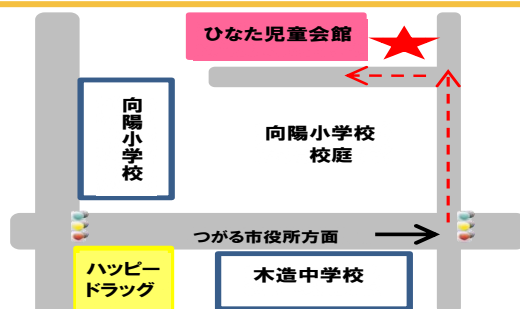 ひなた児童会館
向陽小学校
向陽小学校
校庭
つがる市役所方面
ハッピー
ドラッグ
木造中学校